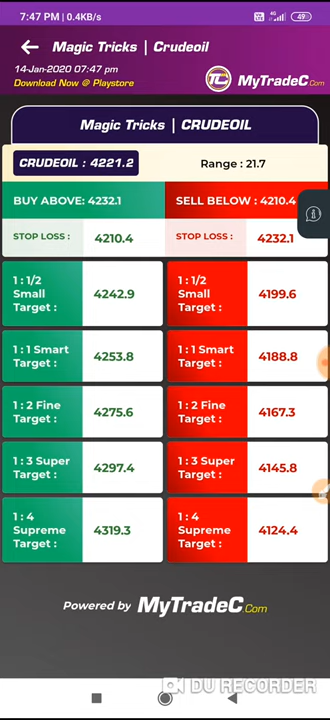 7:47 PM | 0.4KB/s
4G
49
Magic Tricks | Crudeoil
14-Jan-2020 07:47 pm
Download Now @ Playstore
TC
MyTradeC.Com
Magic Tricks | CRUDEOIL
CRUDEOIL : 4221.2
Range : 21.7
BUY ABOVE: 4232.1
SELL BELOW : 4210.4
STOP LOSS :
4210.4
STOP LOSS :
4232.1
1 : 1/2
Small
Target :
4242.9
1 : 1/2
Small
Target :
4199.6
1 : 1 Smart
Target :
4253.8
1 : 1 Smart
Target :
4188.8
1 : 2 Fine
Target :
4275.6
1 : 2 Fine
Target :
4167.3
1 : 3 Super
Target :
4297.4
1 : 3 Super
Target :
4145.8
1 : 4
Supreme
Target :
4319.3
1 : 4
Supreme
Target :
4124.4
Powered by MyTradeC.Com
DU RECORDER